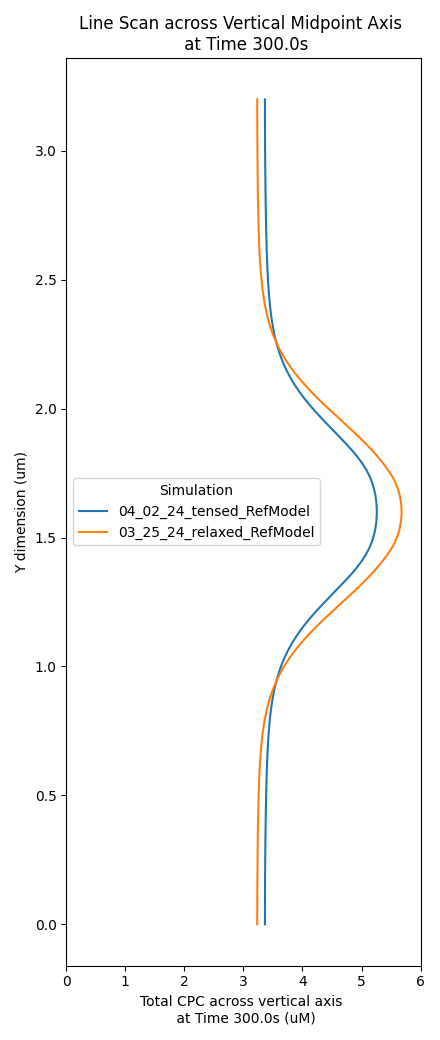 Line Scan across Vertical Midpoint Axis
at Time 300.0s
3.0
2.5
2.0
1.5
1.0
0.5
0.0
Y dimension (um)
Simulation
04_02_24_tensed_RefModel
03_25_24_relaxed_RefModel
0 1 2 3 4 5 6
Total CPC across vertical axis
at Time 300.0s (uM)